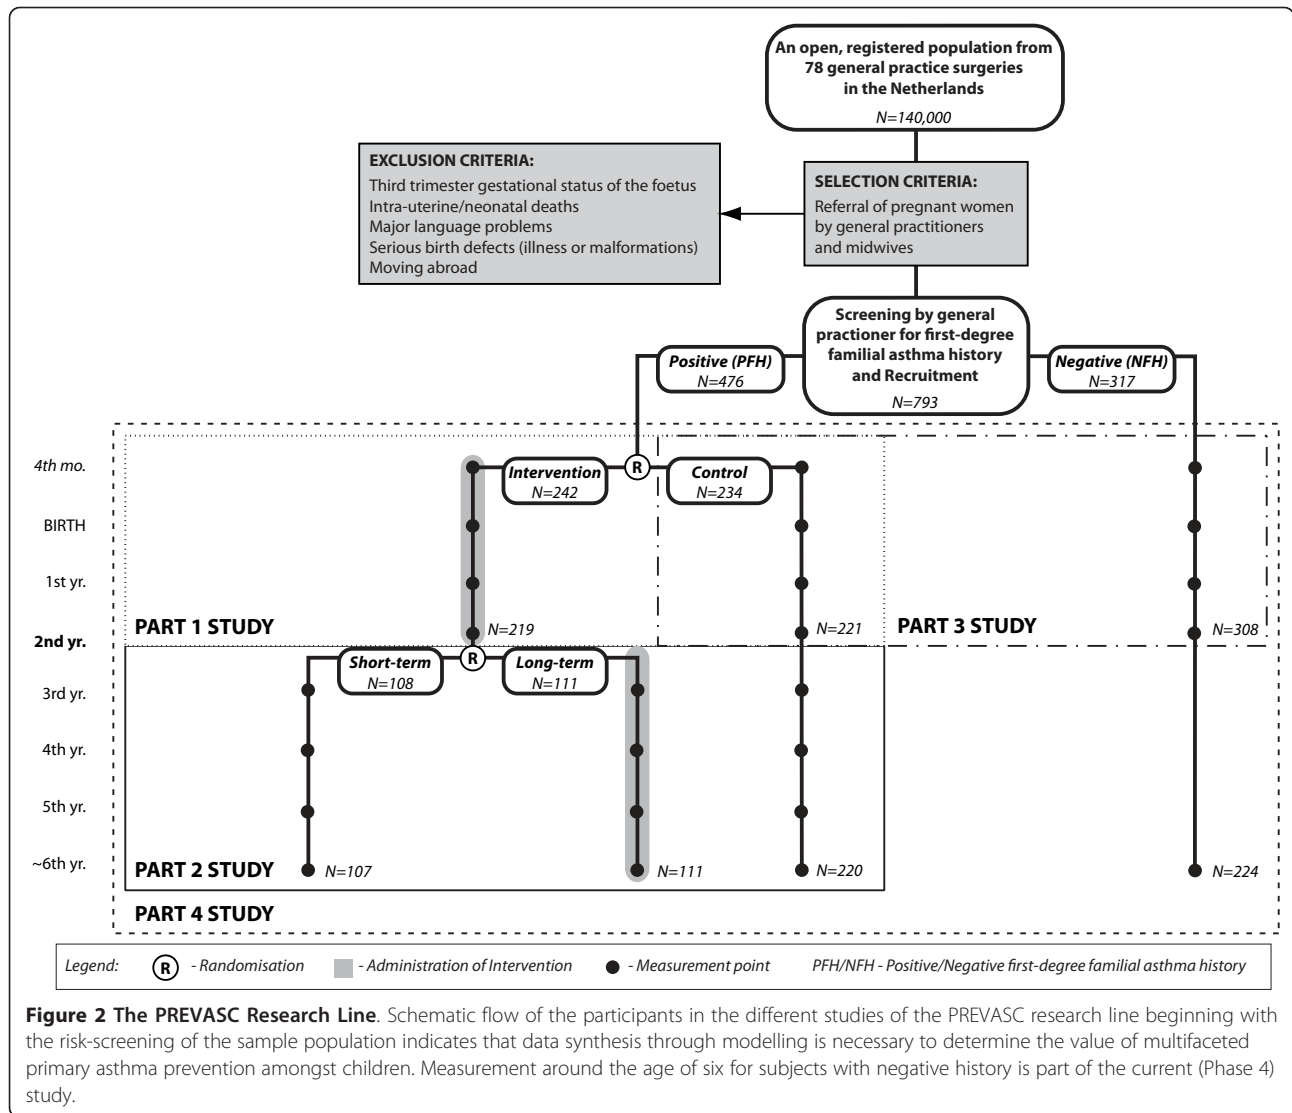 An open, registered population from
78 general practice surgeries
in the Netherlands
N=140,000
EXCLUSION CRITERIA:
Third trimester gestational status of the foetus
Intra-uterine/neonatal deaths
Major language problems
Serious birth defects (illness or malformations)
Moving abroad
SELECTION CRITERIA:
Referral of pregnant women
by general practitioners
and midwives
Screening by general
practioner for first-degree
familial asthma history
and Recruitment
N=793
Positive (PFH)
N=476
Negative (NFH)
N=317
4th mo.
Intervention
N=242
R
Control
N=234
BIRTH
1st yr.
2nd yr.
PART 1 STUDY
N=219
N=221
PART 3 STUDY
N=308
Short-term
N=108
R
Long-term
N=111
3rd yr.
4th yr.
5th yr.
~6th yr.
PART 2 STUDY
N=107
N=111
N=220
N=224
PART 4 STUDY
Legend: R - Randomisation - Administration of Intervention - Measurement point PFH/NFH - Positive/Negative first-degree familial asthma history
Figure 2 The PREVASC Research Line. Schematic flow of the participants in the different studies of the PREVASC research line beginning with
the risk-screening of the sample population indicates that data synthesis through modelling is necessary to determine the value of multifaceted
primary asthma prevention amongst children. Measurement around the age of six for subjects with negative history is part of the current (Phase 4)
study.